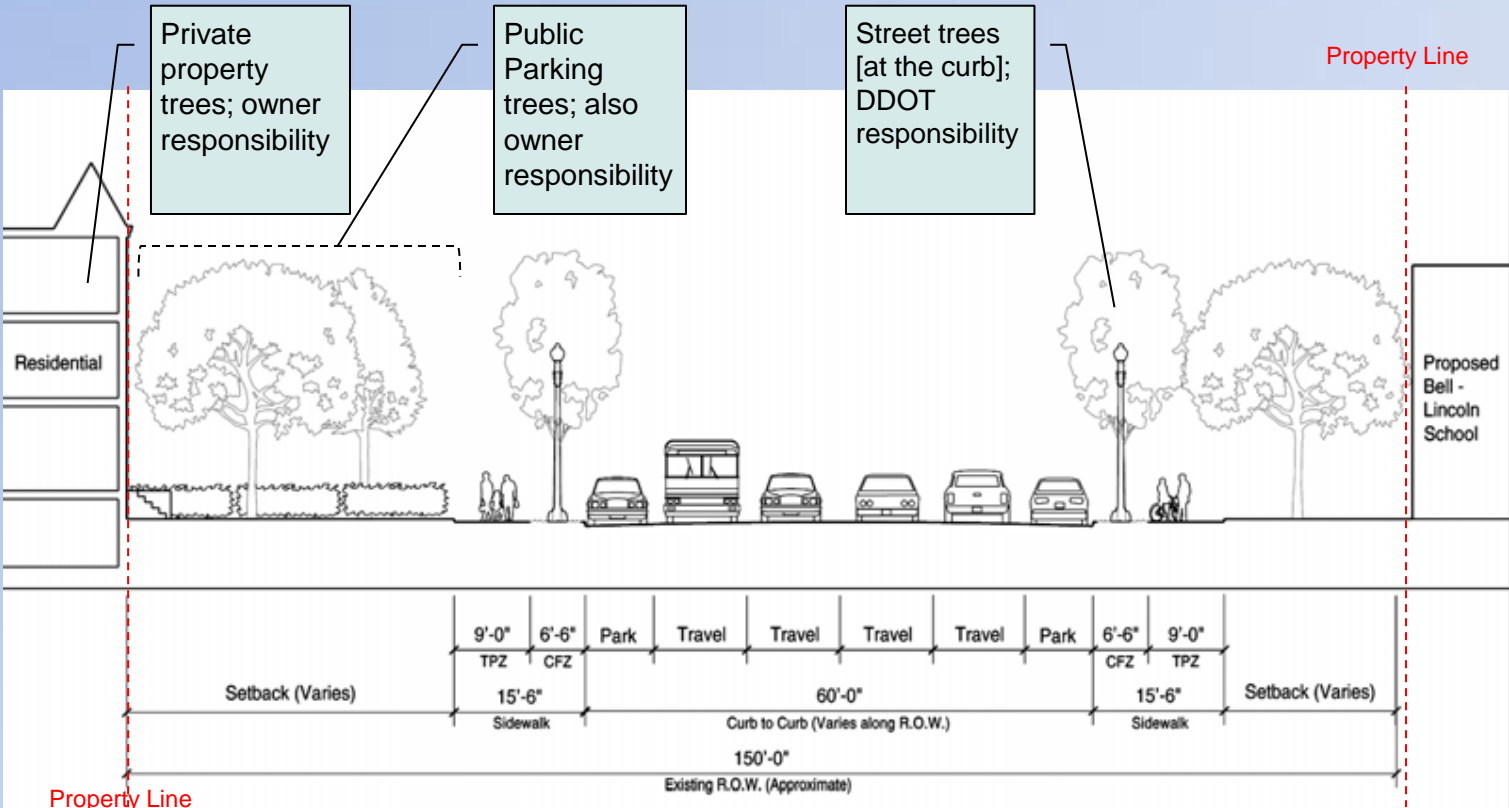 Private
property
trees; owner
responsibility
Public
Parking
trees; also
owner
responsibility
Street trees
[at the curb];
DDOT
responsibility
Property Line
Residential
Proposed
Bell -
Lincoln
School
9'-0" 6'-6" Park Travel Travel Travel Travel Park 6'-6" 9'-0"
TPZ CFZ CFZ TPZ
Setback (Varies) 15'-6" 60'-0" 15'-6" Setback (Varies)
Sidewalk Curb to Curb (Varies along R.O.W.) Sidewalk
150'-0"
Existing R.O.W. (Approximate)
Property Line